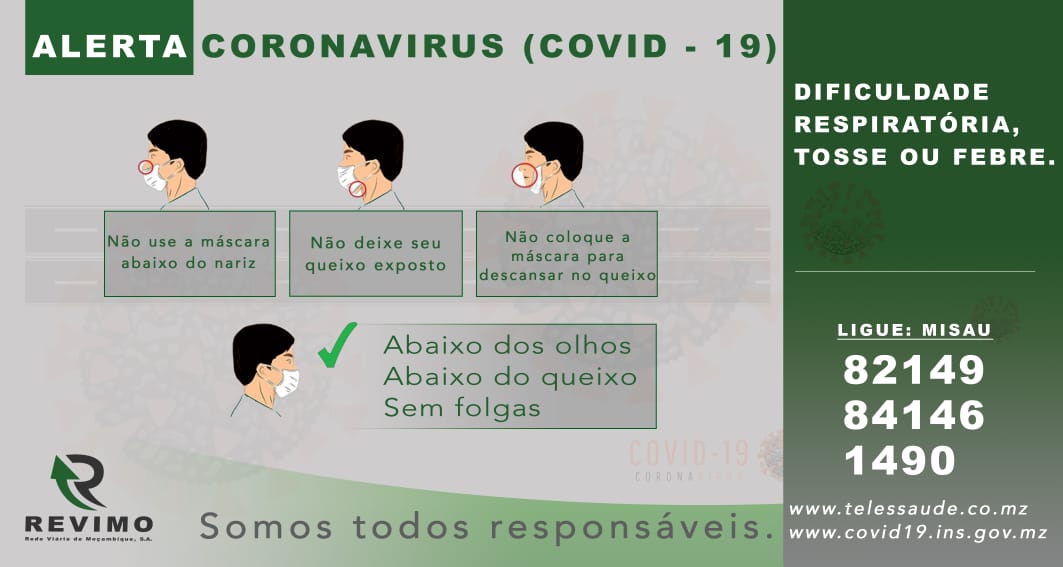 ALERTA CORONAVIRUS (COVID - 19)
Não use a máscara
abaixo do nariz
Não deixe seu
queixo exposto
Não coloque a
máscara para
descansar no queixo
Abaixo dos olhos
Abaixo do queixo
Sem folgas
COVID-19
CORONAVIRUS
REVIMO
Rede Viária de Moçambique, S.A.
Somos todos responsáveis.
DIFICULDADE
RESPIRATÓRIA,
TOSSE OU FEBRE.
LIGUE: MISAU
82149
84146
1490
www.telessaude.co.mz
www.covid19.ins.gov.mz